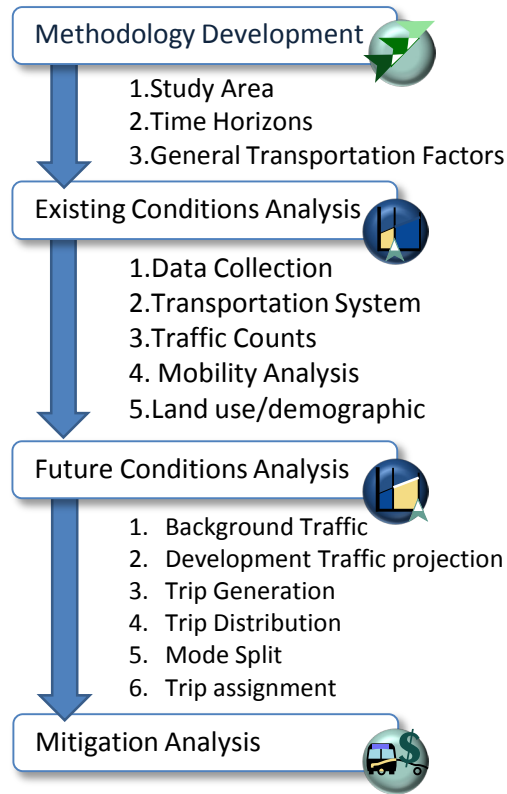 Methodology Development
1.Study Area
2.Time Horizons
3.General Transportation Factors
Existing Conditions Analysis
1.Data Collection
2.Transportation System
3.Traffic Counts
4. Mobility Analysis
5.Land use/demographic
Future Conditions Analysis
1. Background Traffic
2. Development Traffic projection
3. Trip Generation
4. Trip Distribution
5. Mode Split
6. Trip assignment
Mitigation Analysis
$